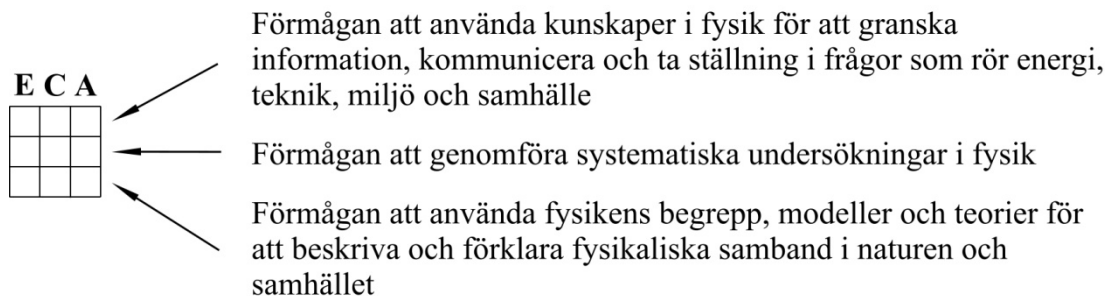 Förmågan att använda kunskaper i fysik för att granska
information, kommunicera och ta ställning i frågor som rör energi,
teknik, miljö och samhälle
E C A
Förmågan att genomföra systematiska undersökningar i fysik
Förmågan att använda fysikens begrepp, modeller och teorier för
att beskriva och förklara fysikaliska samband i naturen och
samhället